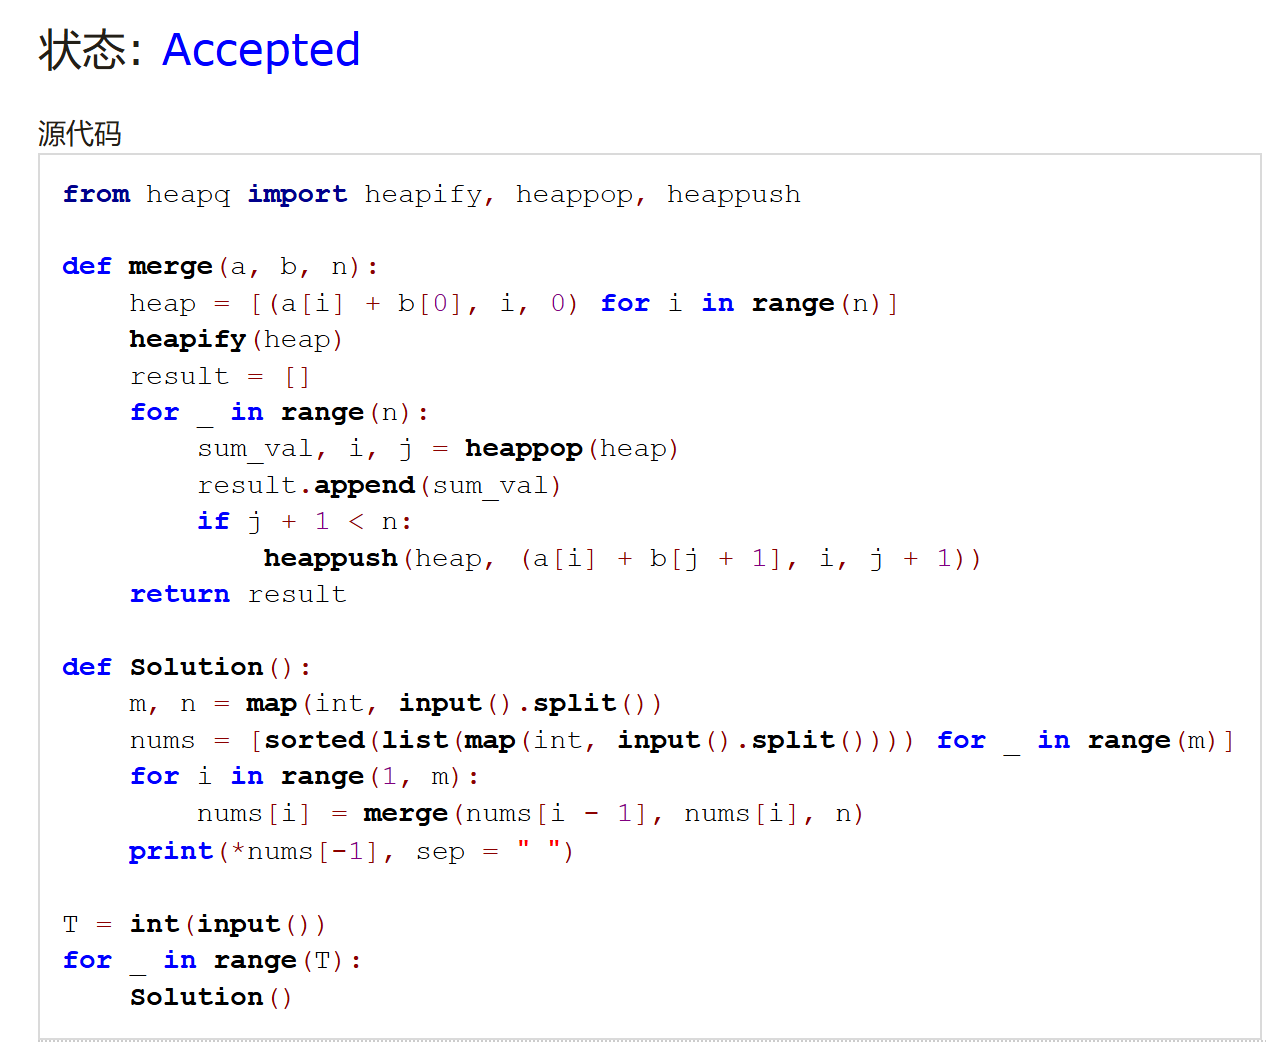 状态: Accepted
源代码
from heapq import heapify, heappop, heappush
def merge(a, b, n):
    heap = [(a[i] + b[0], i, 0) for i in range(n)]
    heapify(heap)
    result = []
    for _ in range(n):
        sum_val, i, j = heappop(heap)
        result.append(sum_val)
        if j + 1 < n:
            heappush(heap, (a[i] + b[j + 1], i, j + 1))
    return result
def Solution():
    m, n = map(int, input().split())
    nums = [sorted(list(map(int, input().split()))) for _ in range(m)]
    for i in range(1, m):
        nums[i] = merge(nums[i - 1], nums[i], n)
    print(*nums[-1], sep = " ")
T = int(input())
for _ in range(T):
    Solution()